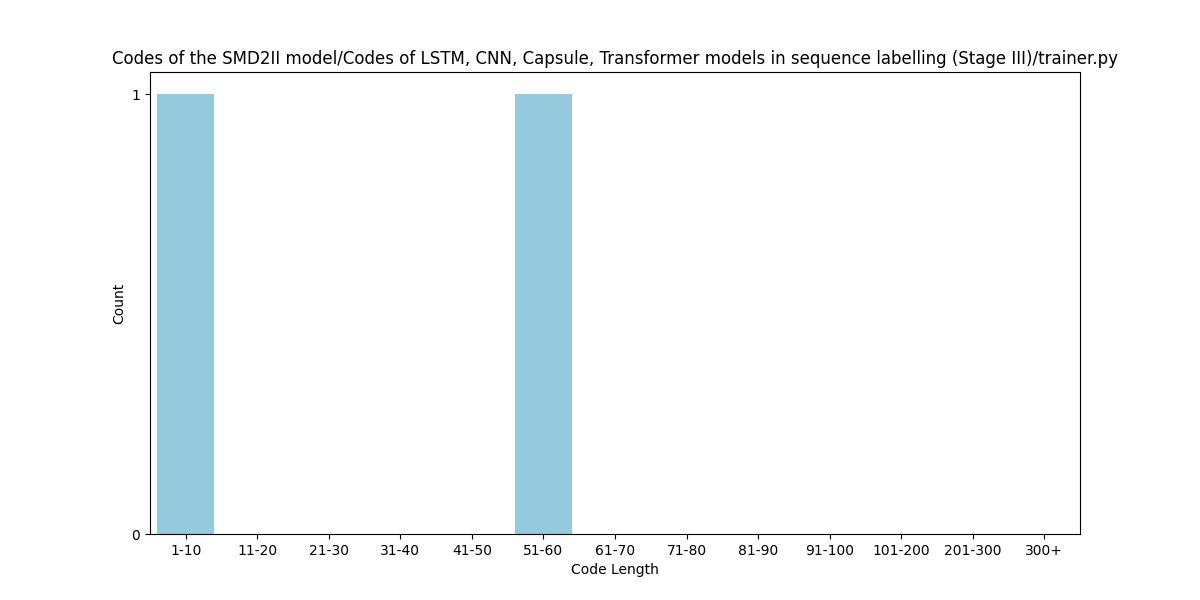 Codes of the SMD2II model/Codes of LSTM, CNN, Capsule, Transformer models in sequence labelling (Stage III)/trainer.py
1
0
Count
1-10 11-20 21-30 31-40 41-50 51-60 61-70 71-80 81-90 91-100 101-200 201-300 300+
Code Length